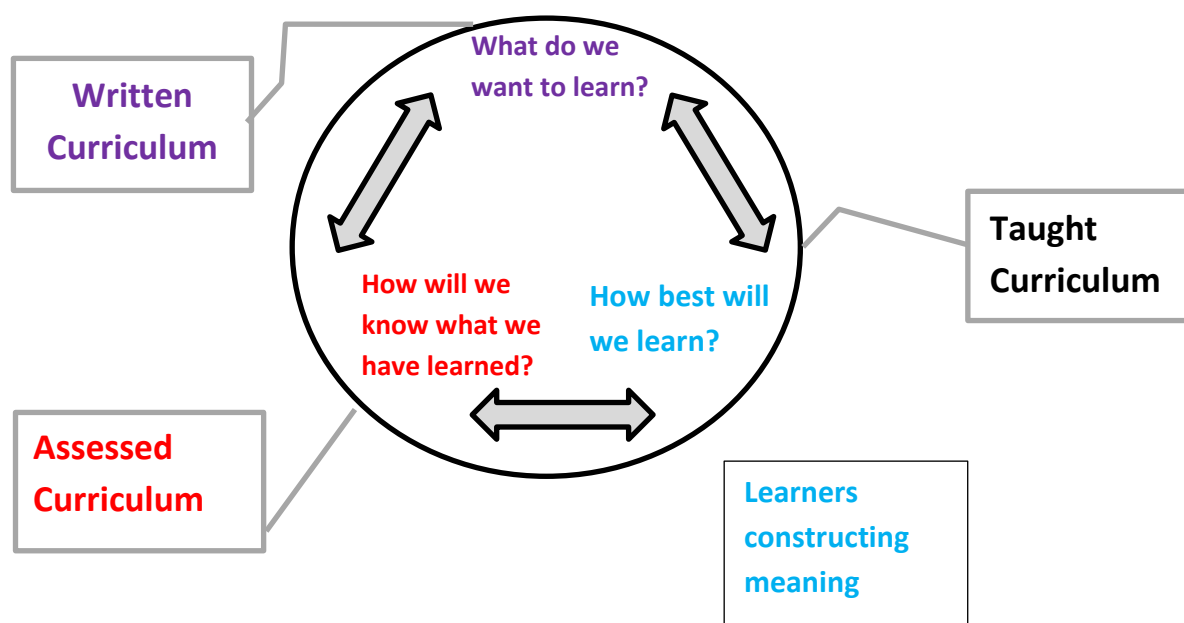 What do we
want to learn?
Written
Curriculum
Taught
Curriculum
How will we
know what we
have learned?
How best will
we learn?
Assessed
Curriculum
Learners
constructing
meaning